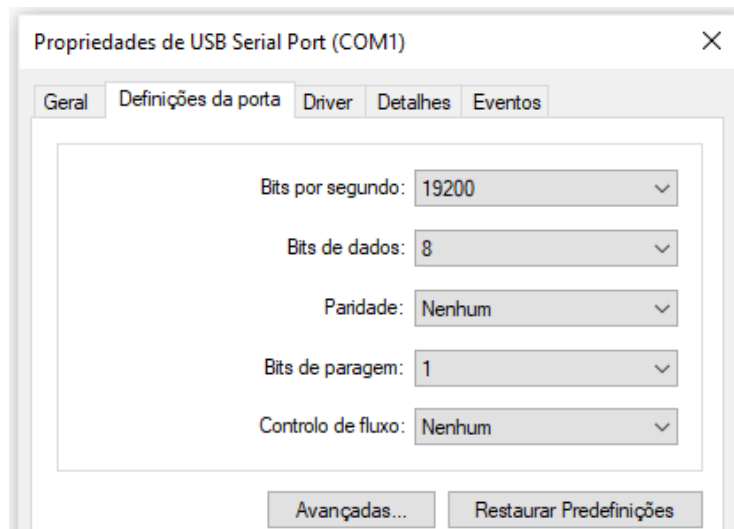 Propriedades de USB Serial Port (COM1)
Geral Definições da porta Driver Detalhes Eventos
Bits por segundo: 19200
Bits de dados: 8
Paridade: Nenhum
Bits de paragem: 1
Controlo de fluxo: Nenhum
Avançadas... Restaurar Predefinições